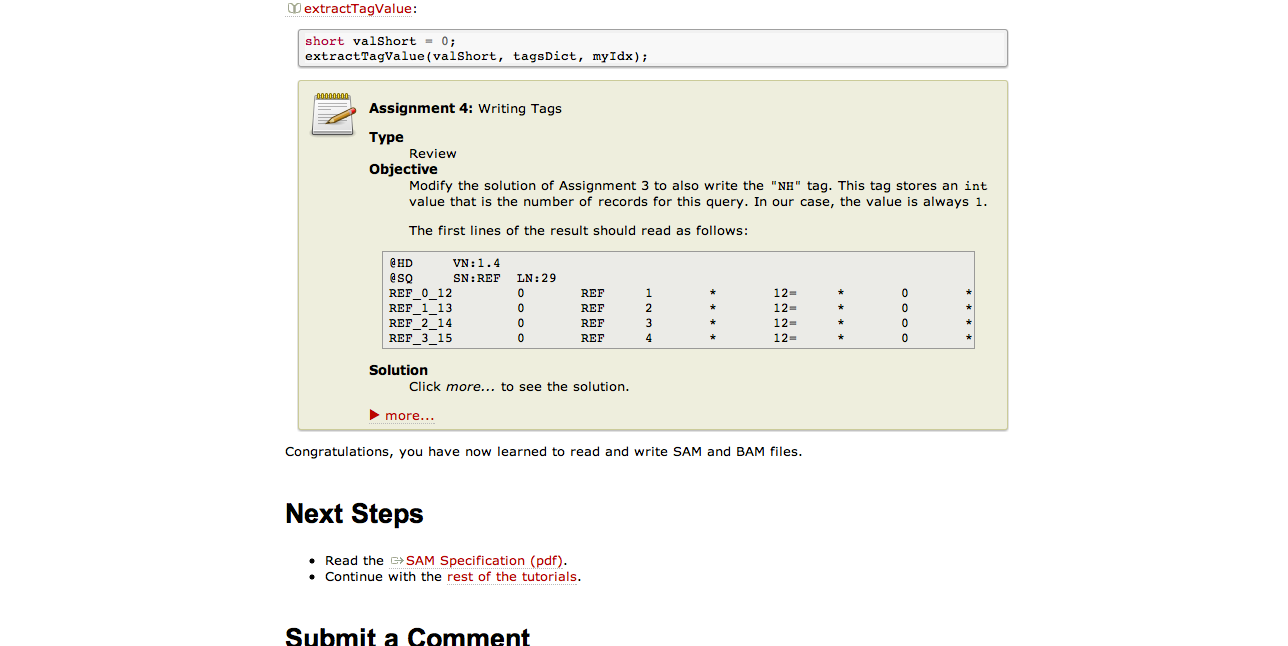 extractTagValue:
short valShort = 0;
extractTagValue(valShort, tagsDict, myIdx);
Assignment 4: Writing Tags
Type
Review
Objective
Modify the solution of Assignment 3 to also write the "NH" tag. This tag stores an int
value that is the number of records for this query. In our case, the value is always 1.
The first lines of the result should read as follows:
@HD VN:1.4
@SQ SN:REF LN:29
REF_0_12 0 REF 1 * 12= * 0 *
REF_1_13 0 REF 2 * 12= * 0 *
REF_2_14 0 REF 3 * 12= * 0 *
REF_3_15 0 REF 4 * 12= * 0 *
Solution
Click more... to see the solution.
more...
Congratulations, you have now learned to read and write SAM and BAM files.
Next Steps
• Read the SAM Specification (pdf).
• Continue with the rest of the tutorials.
Submit a Comment